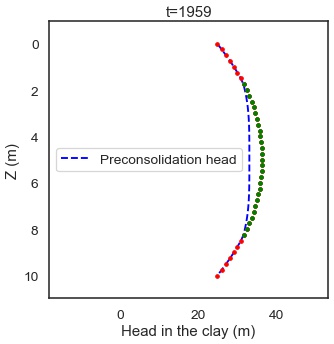 t=1959
0
2
4
6
8
10
Z (m)
Preconsolidation head
0
20
40
Head in the clay (m)